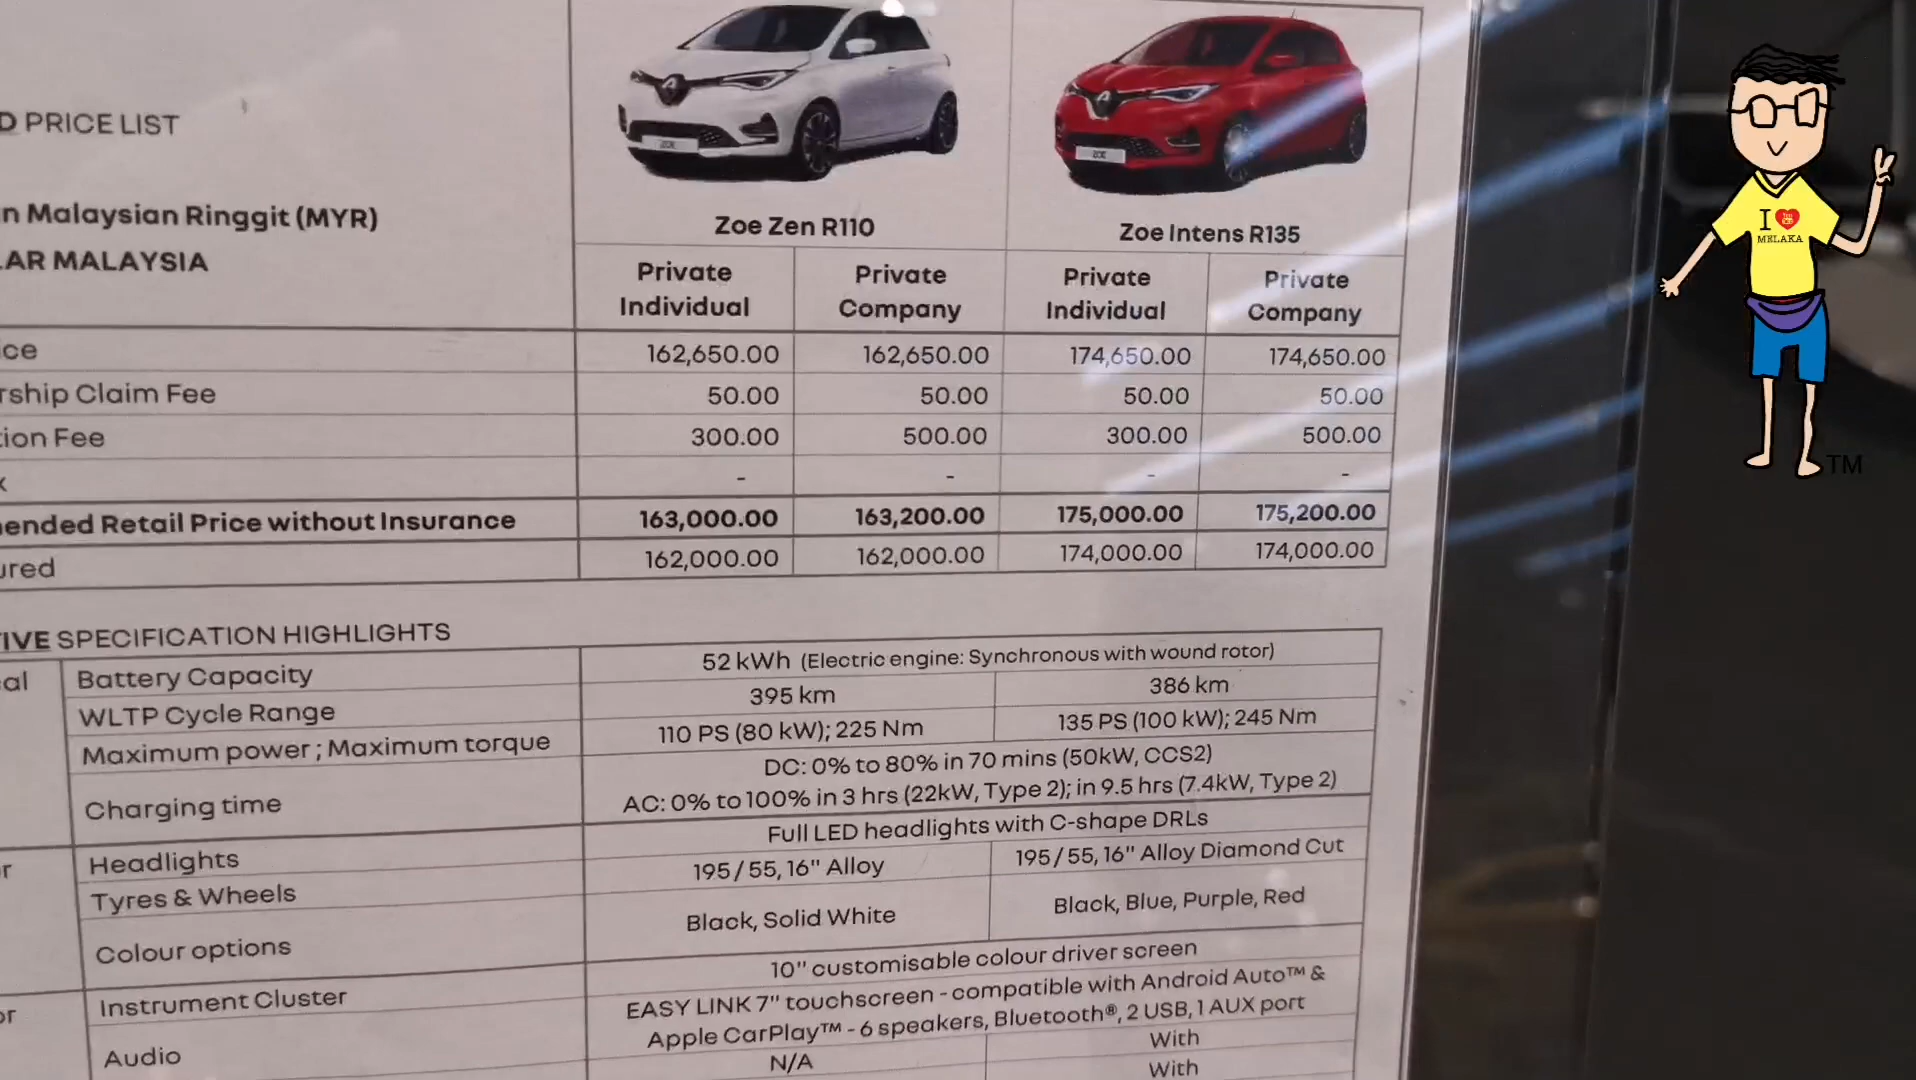 D PRICE LIST
n Malaysian Ringgit (MYR)
LAR MALAYSIA
ZOE
ZOE
Zoe Zen R110 Zoe Intens R135
Private Individual Private Company Private Individual Private Company
ice 162,650.00 162,650.00 174,650.00 174,650.00
rship Claim Fee 50.00 50.00 50.00 50.00
tion Fee 300.00 500.00 300.00 500.00
x - - - -
ended Retail Price without Insurance 163,000.00 163,200.00 175,000.00 175,200.00
ured 162,000.00 162,000.00 174,000.00 174,000.00
IVE SPECIFICATION HIGHLIGHTS
cal Battery Capacity 52 kWh (Electric engine: Synchronous with wound rotor)
WLTP Cycle Range 395 km 386 km
Maximum power ; Maximum torque 110 PS (80 kW); 225 Nm 135 PS (100 kW); 245 Nm
Charging time DC: 0% to 80% in 70 mins (50kW, CCS2)
AC: 0% to 100% in 3 hrs (22kW, Type 2); in 9.5 hrs (7.4kW, Type 2)
r Headlights Full LED headlights with C-shape DRLs
Tyres & Wheels 195/55, 16" Alloy 195/55, 16" Alloy Diamond Cut
Colour options Black, Solid White Black, Blue, Purple, Red
or Instrument Cluster 10" customisable colour driver screen
Audio EASY LINK 7" touchscreen - compatible with Android Auto™ &
Apple CarPlay™ - 6 speakers, Bluetooth®, 2 USB, 1 AUX port
N/A With
With
I
MELAKA
TM